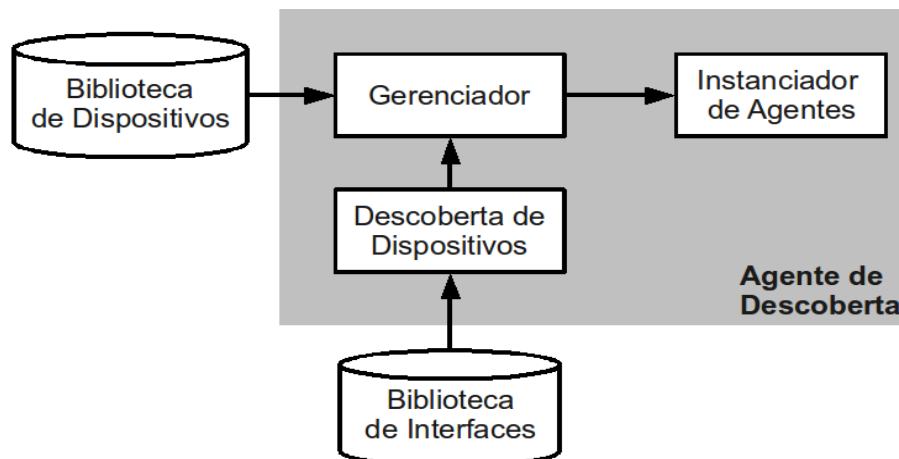 Biblioteca
de Dispositivos
Gerenciador
Instanciador
de Agentes
Descoberta de
Dispositivos
Agente de
Descoberta
Biblioteca
de Interfaces